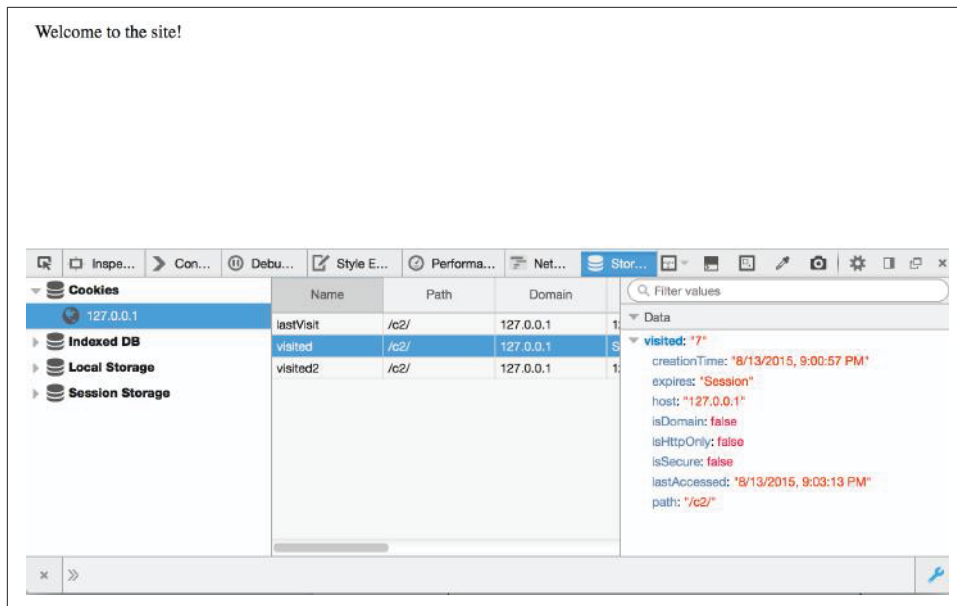 Welcome to the site!
Inspe... Con... Debu... Style E... Performa... Net... Stor...
Cookies
127.0.0.1
Indexed DB
Local Storage
Session Storage
Name Path Domain
lastVisit /c2/ 127.0.0.1 1
visited /c2/ 127.0.0.1 S
visited2 /c2/ 127.0.0.1 1
Filter values
Data
visited: "7"
creationTime: "8/13/2015, 9:00:57 PM"
expires: "Session"
host: "127.0.0.1"
isDomain: false
isHttpOnly: false
isSecure: false
lastAccessed: "8/13/2015, 9:03:13 PM"
path: "/c2/"